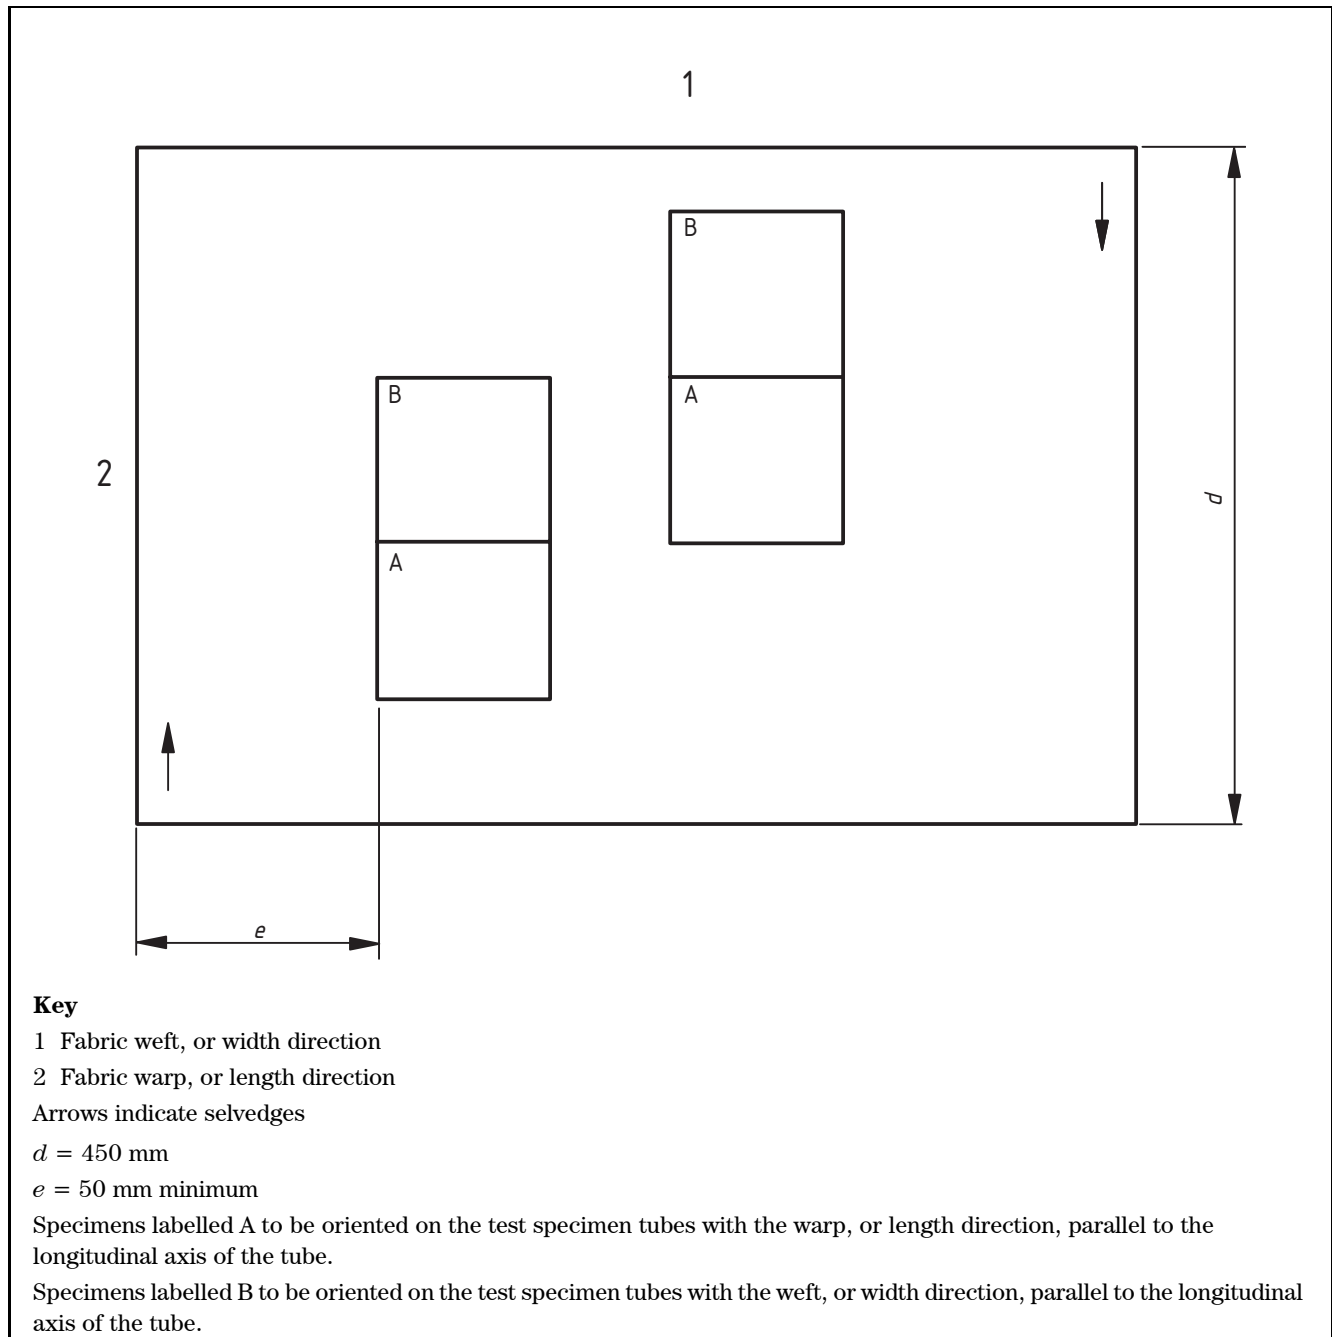 1
B
B
A
2
d
A
e
Key
1 Fabric weft, or width direction
2 Fabric warp, or length direction
Arrows indicate selvedges
d = 450 mm
e = 50 mm minimum
Specimens labelled A to be oriented on the test specimen tubes with the warp, or length direction, parallel to the
longitudinal axis of the tube.
Specimens labelled B to be oriented on the test specimen tubes with the weft, or width direction, parallel to the longitudinal
axis of the tube.